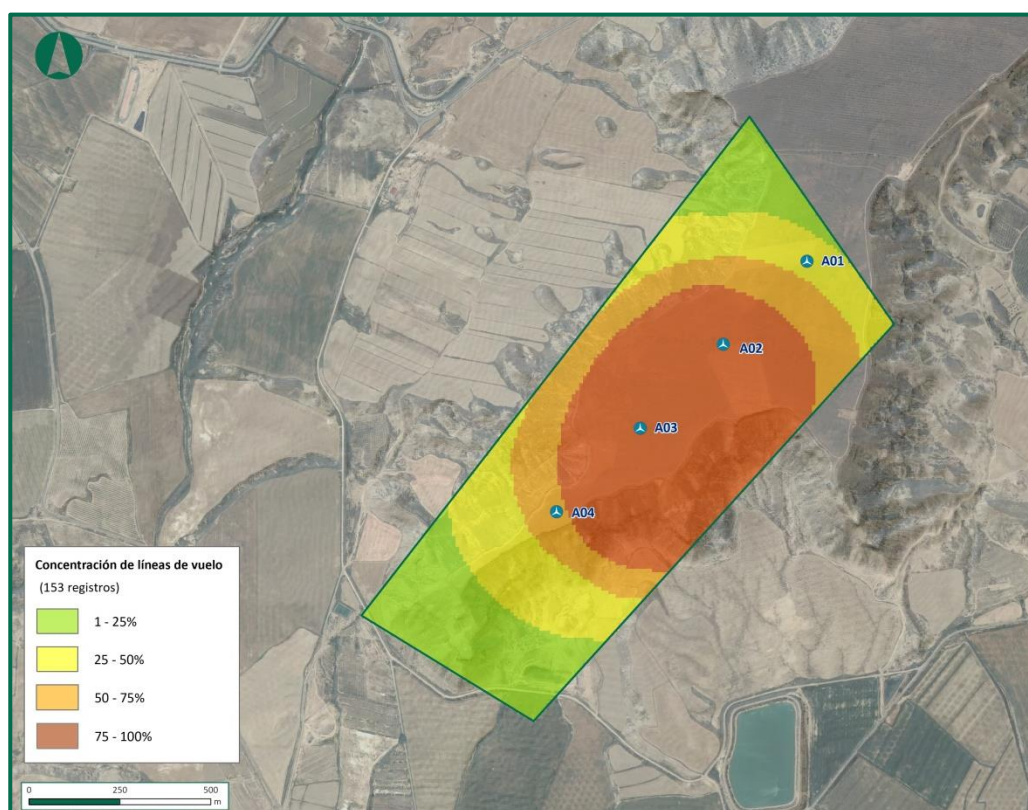 A01
A02
A03
A04
Concentración de líneas de vuelo
(153 registros)
1 - 25%
25 - 50%
50 - 75%
75 - 100%
0 250 500
m